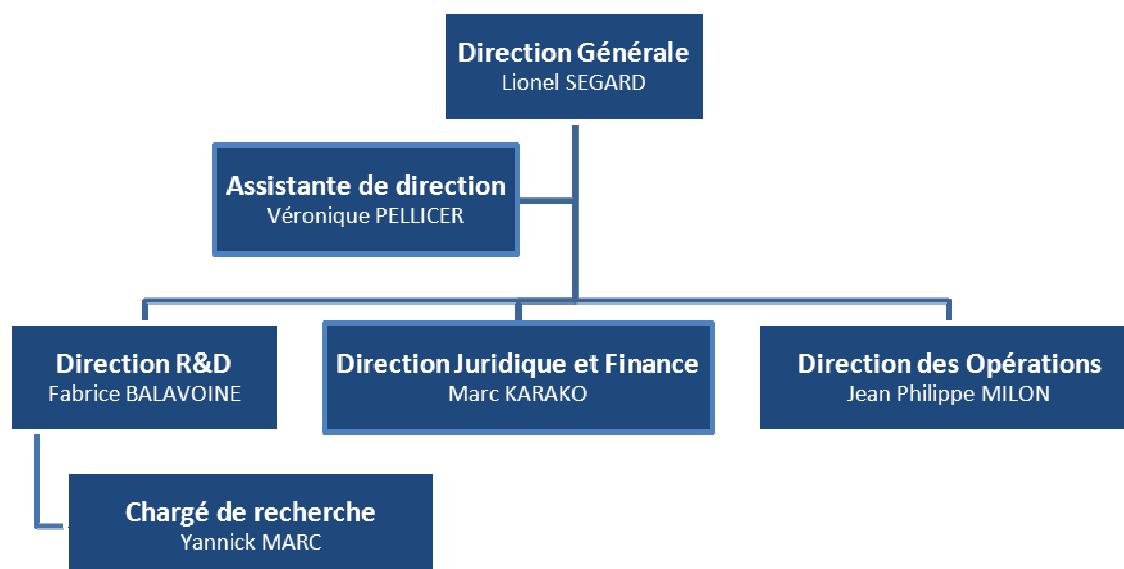 Direction Générale
Lionel SEGARD
Assistante de direction
Véronique PELLICER
Direction R&D
Fabrice BALAVOINE
Direction Juridique et Finance
Marc KARAKO
Direction des Opérations
Jean Philippe MILON
Chargé de recherche
Yannick MARC